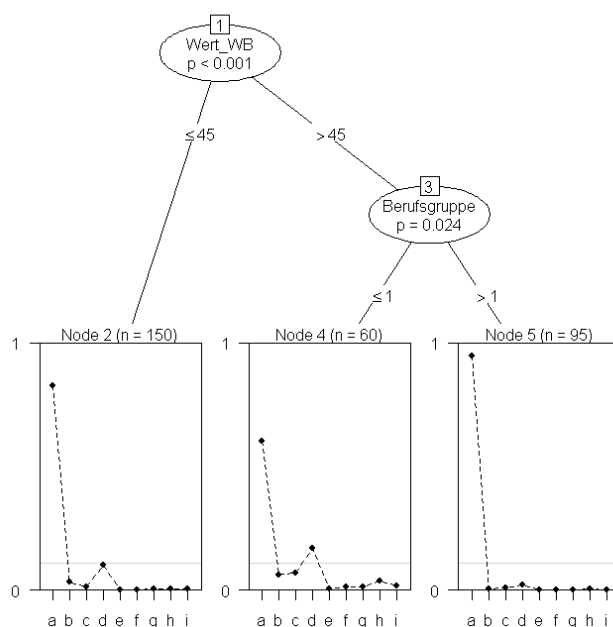 1
Wert_WB
p < 0.001
≤ 45
> 45
3
Berufsgruppe
p = 0.024
≤ 1
> 1
Node 2 (n = 150)
Node 4 (n = 60)
Node 5 (n = 95)
1
1
1
0
0
0
a b c d e f g h i
a b c d e f g h i
a b c d e f g h i